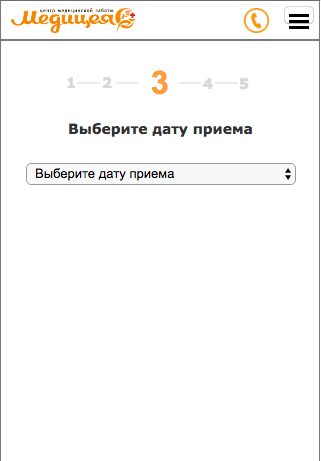 центр медицинской заботы
Медицея
1 2 3 4 5
Выберите дату приема
Выберите дату приема